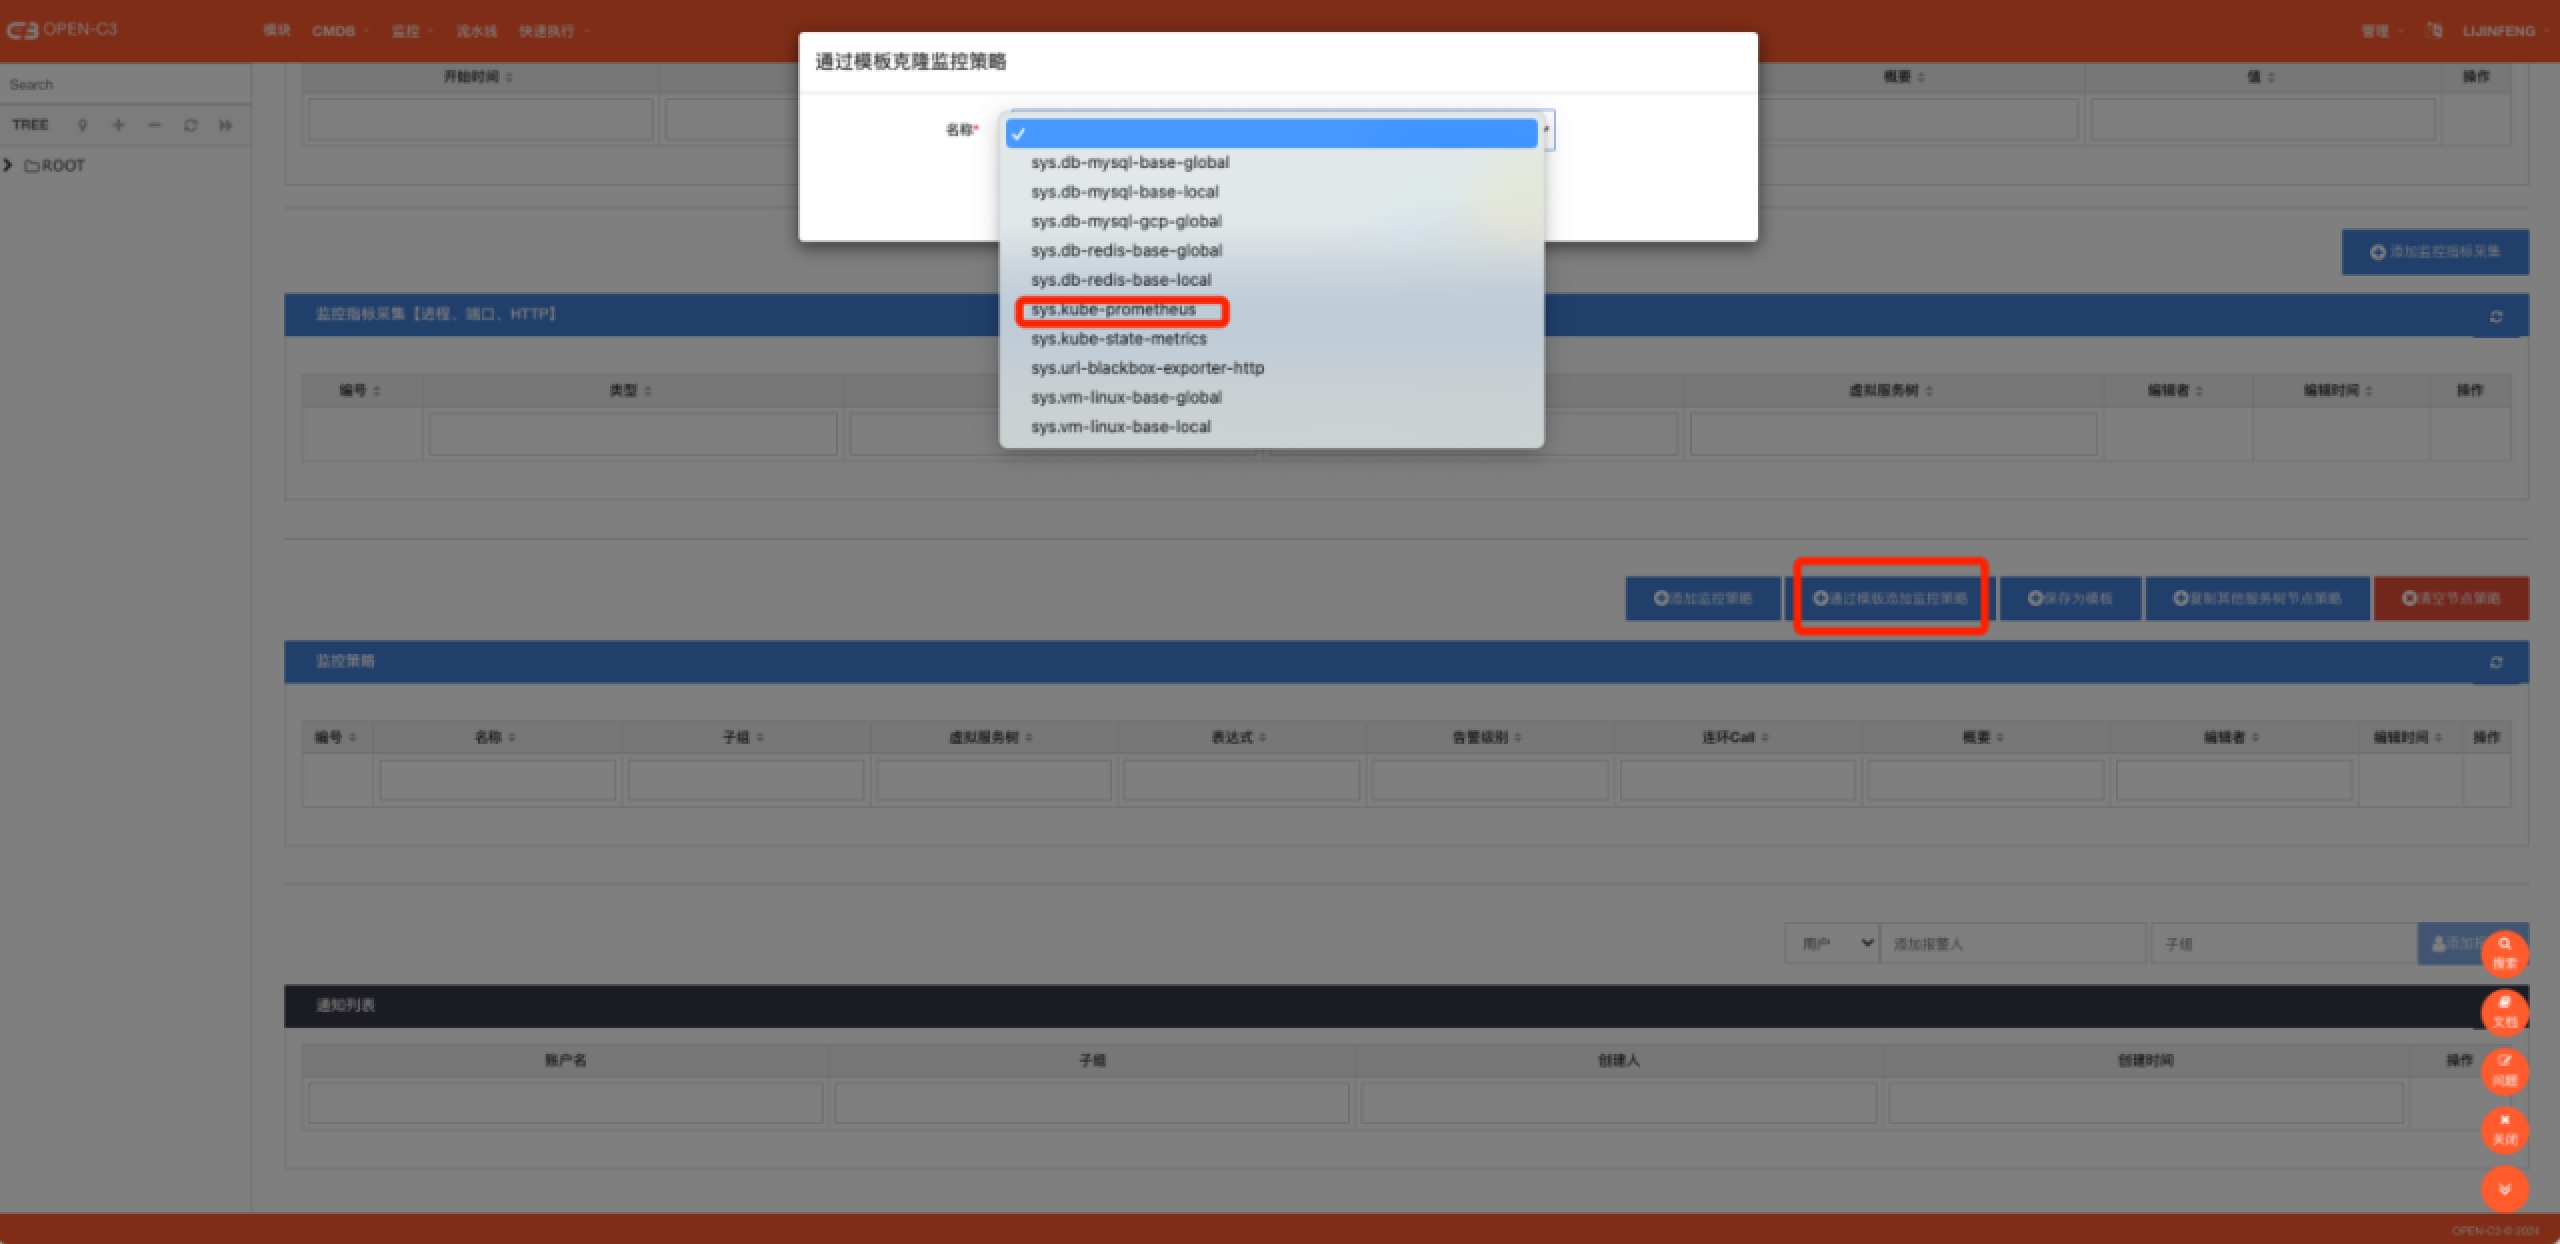 OPEN-C3
模块 CMDB 监控 流水线 快速执行
管理 LIJINFENG
Search
TREE
ROOT
通过模板克隆监控策略
名称*
sys.db-mysql-base-global
sys.db-mysql-base-local
sys.db-mysql-gcp-global
sys.db-redis-base-global
sys.db-redis-base-local
sys.kube-prometheus
sys.kube-state-metrics
sys.url-blackbox-exporter-http
sys.vm-linux-base-global
sys.vm-linux-base-local
开始时间 概要 值 操作
添加监控指标采集
监控指标采集【进程、端口、HTTP】
编号 类型 虚拟服务树 编辑者 编辑时间 操作
添加监控策略 通过模版添加监控策略 保存为模板 复制其他服务树节点策略 清空节点策略
监控策略
编号 名称 子组 虚拟服务树 表达式 告警级别 连环Call 概要 编辑者 编辑时间 操作
用户 添加报警人 子组 添加
搜索
通知列表
文档
账户名 子组 创建人 创建时间 操作
问题
关闭
OPEN-C3 © 2024